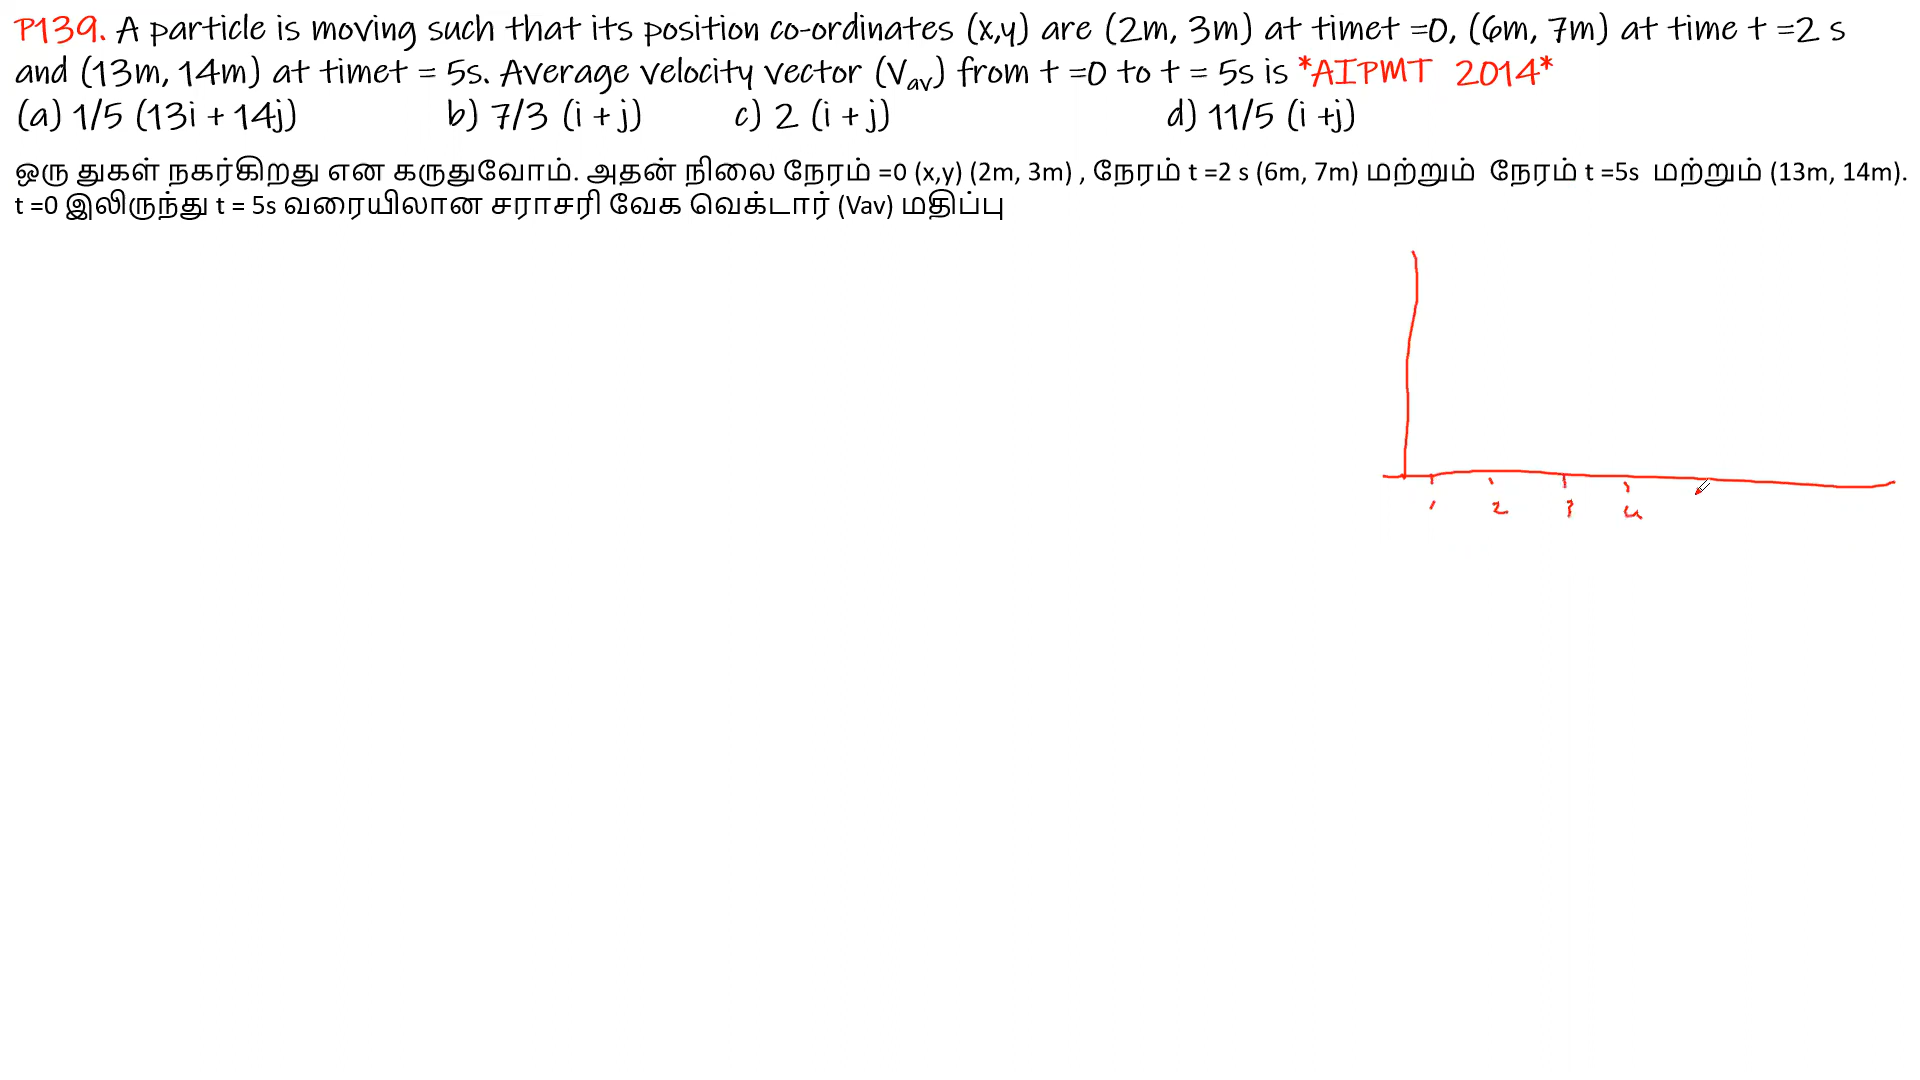 P139. A particle is moving such that its position co-ordinates (x,y) are (2m, 3m) at timet =0, (6m, 7m) at time t =2 s
and (13m, 14m) at timet = 5s. Average velocity vector (Vav) from t =0 to t = 5s is *AIPMT 2014*
(a) 1/5 (13i + 14j) b) 7/3 (i + j) c) 2 (i + j) d) 11/5 (i +j)
ஒரு துகள் நகர்கிறது என கருதுவோம். அதன் நிலை நேரம் =0 (x,y) (2m, 3m) , நேரம் t =2 s (6m, 7m) மற்றும் நேரம் t =5s மற்றும் (13m, 14m).
t =0 இலிருந்து t = 5s வரையிலான சராசரி வேக வெக்டார் (Vav) மதிப்பு
1 2 3 4